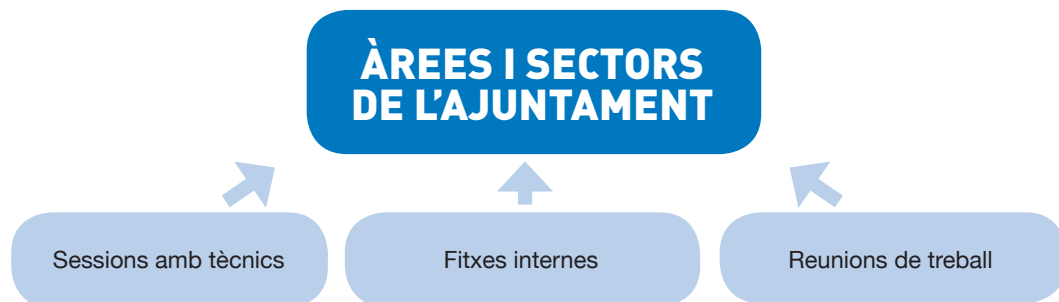 ÀREES I SECTORS
DE L'AJUNTAMENT
Sessions amb tècnics
Fitxes internes
Reunions de treball